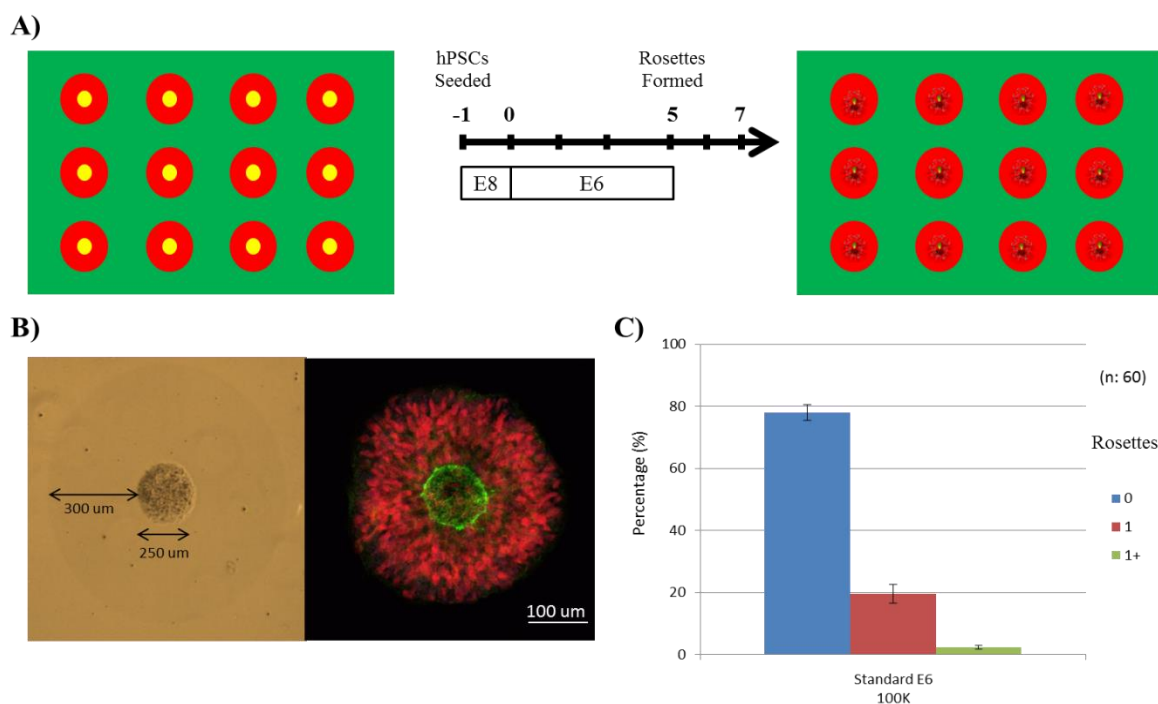 A)
hPSCs
Seeded
Rosettes
Formed
-1 0 5 7
E8 E6
B)
300 um
250 um
100 um
C)
100
80
60
40
20
0
Percentage (%)
Standard E6
100K
(n: 60)
Rosettes
0
1
1+